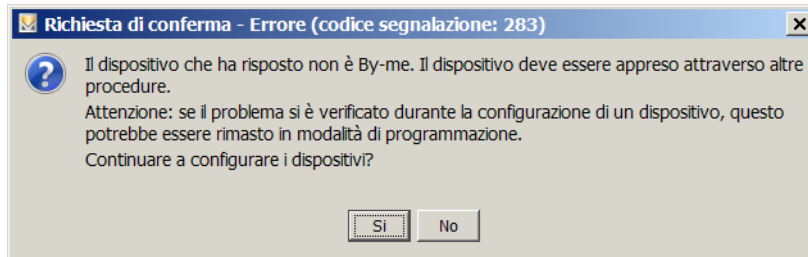 Richiesta di conferma - Errore (codice segnalazione: 283)
Il dispositivo che ha risposto non è By-me. Il dispositivo deve essere appreso attraverso altre
procedure.
Attenzione: se il problema si è verificato durante la configurazione di un dispositivo, questo
potrebbe essere rimasto in modalità di programmazione.
Continuare a configurare i dispositivi?
Si No